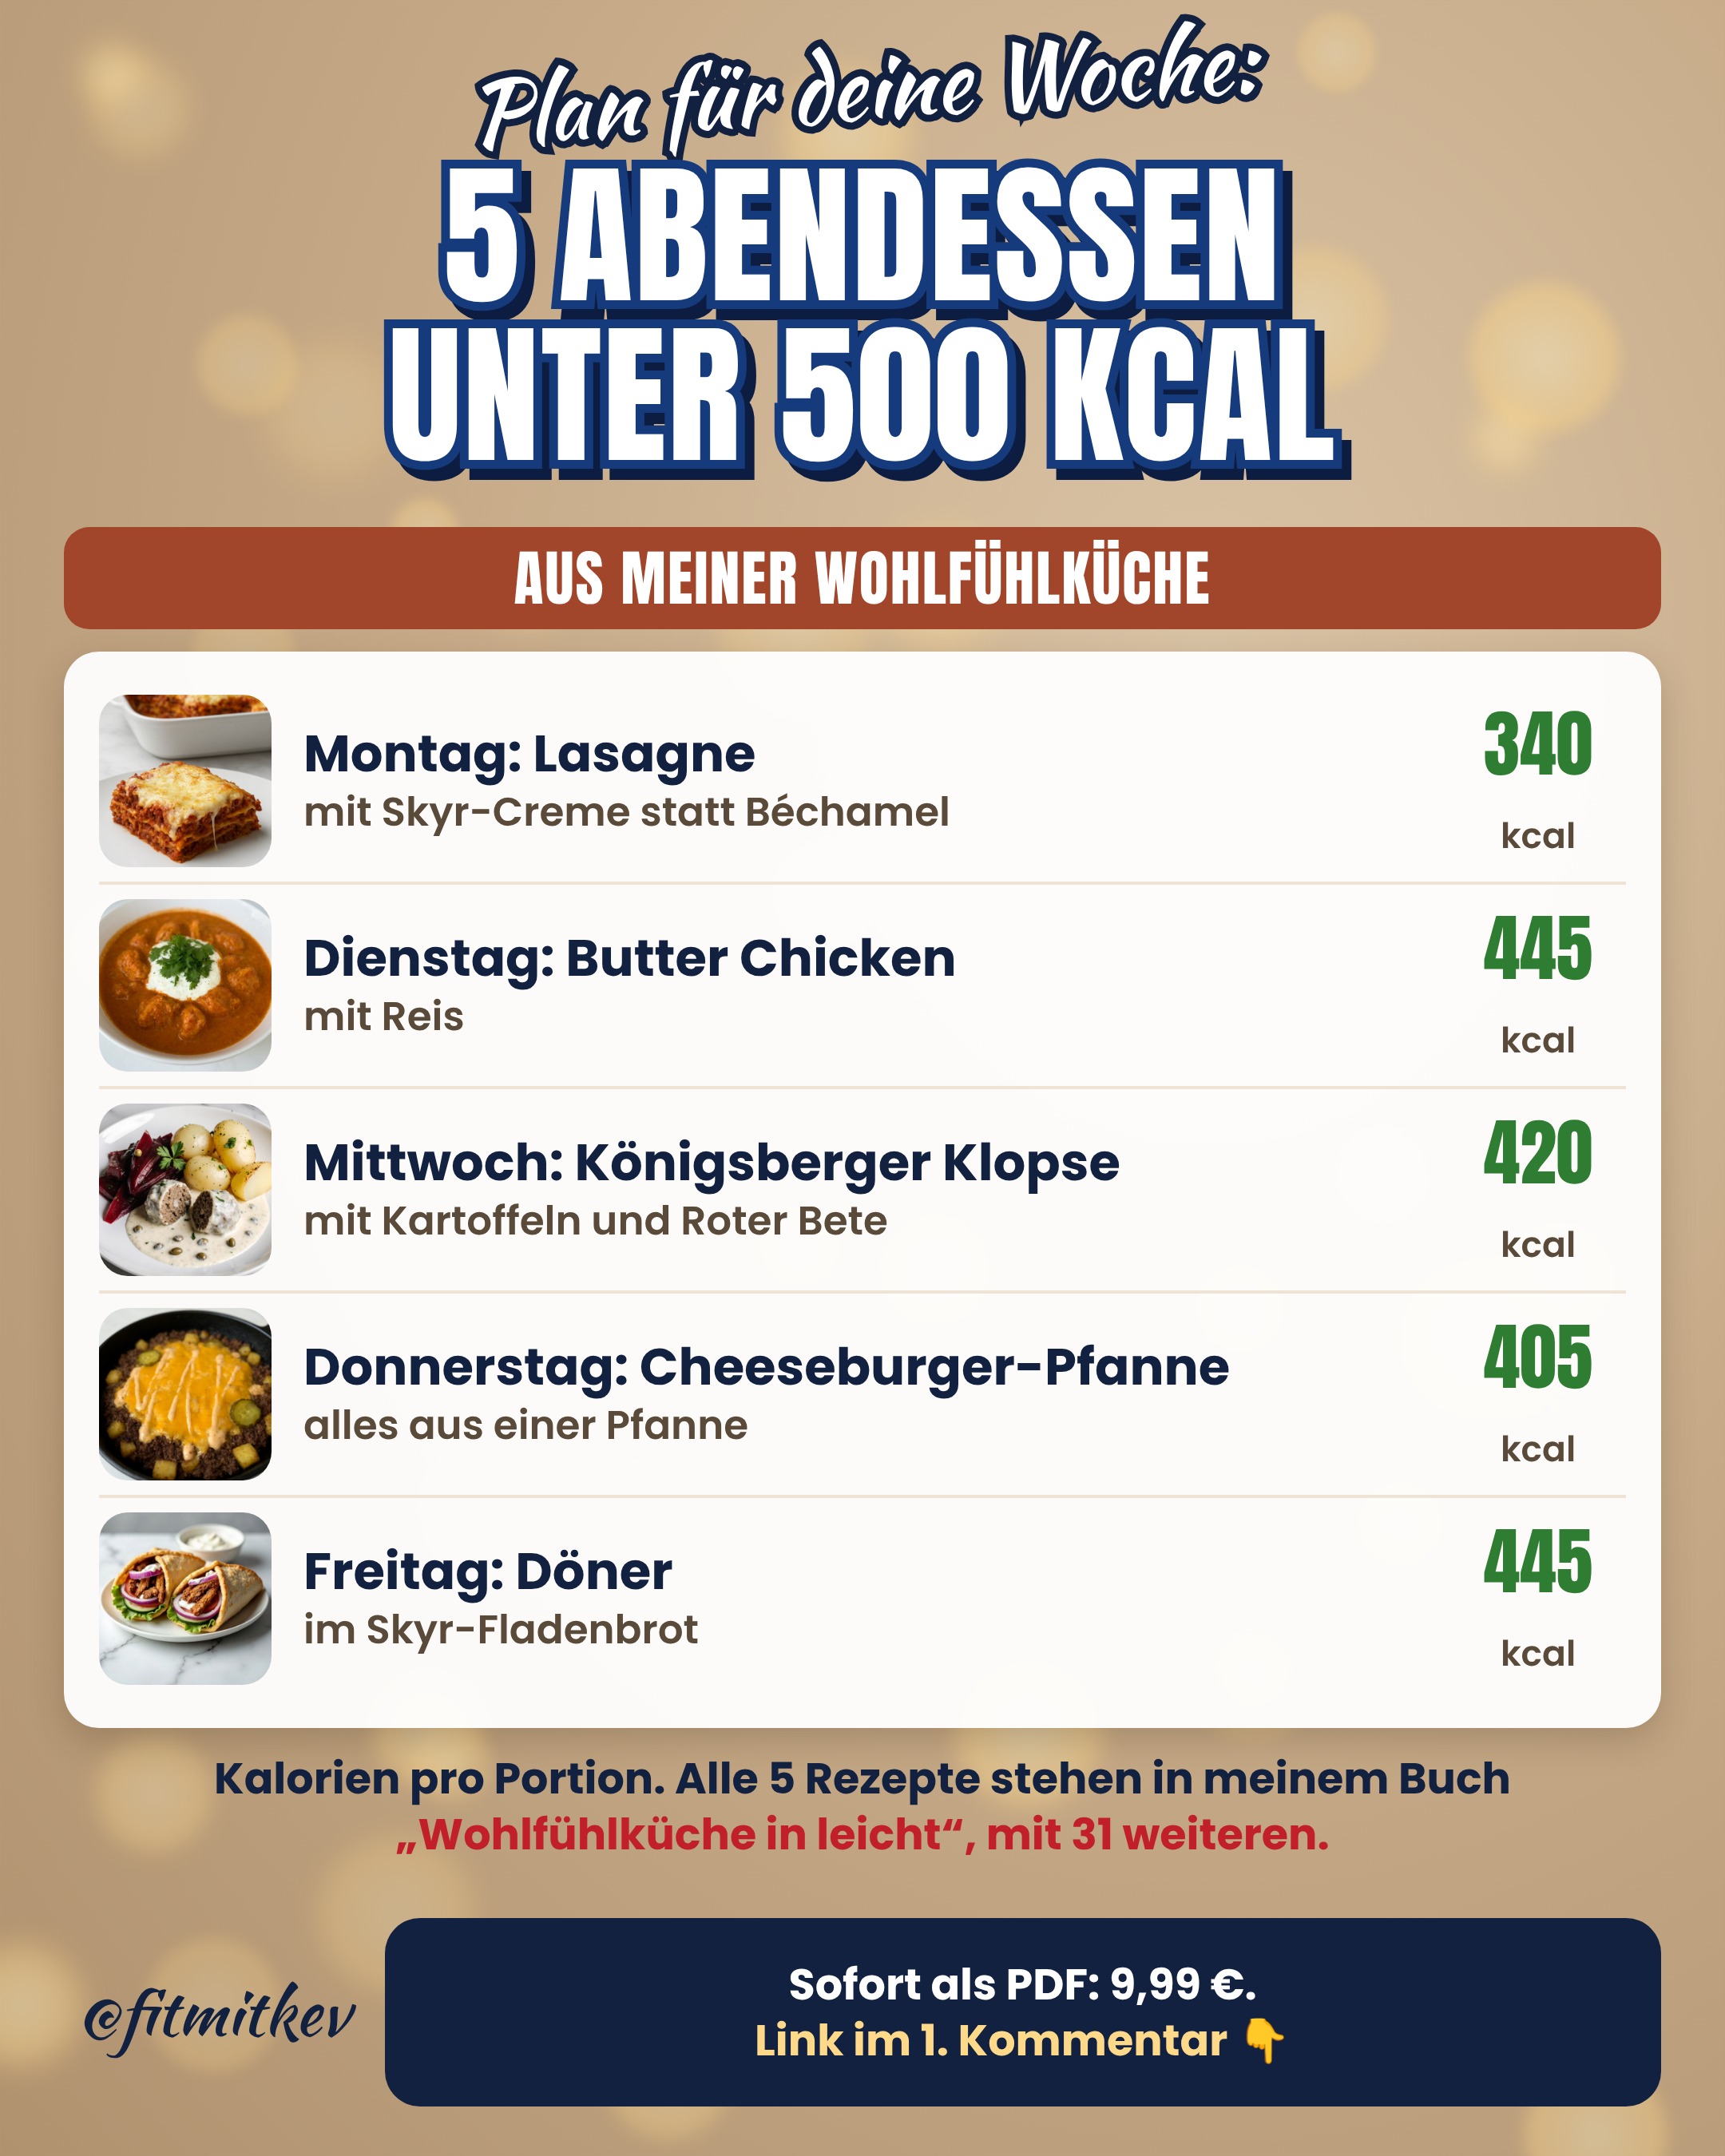 Plan für deine Woche:
5 ABENDESSEN
UNTER 500 KCAL
AUS MEINER WOHLFÜHLKÜCHE
Montag: Lasagne
mit Skyr-Creme statt Béchamel
340
kcal
Dienstag: Butter Chicken
mit Reis
445
kcal
Mittwoch: Königsberger Klopse
mit Kartoffeln und Roter Bete
420
kcal
Donnerstag: Cheeseburger-Pfanne
alles aus einer Pfanne
405
kcal
Freitag: Döner
im Skyr-Fladenbrot
445
kcal
Kalorien pro Portion. Alle 5 Rezepte stehen in meinem Buch
„Wohlfühlküche in leicht“, mit 31 weiteren.
@fitmitkev
Sofort als PDF: 9,99 €.
Link im 1. Kommentar 👇